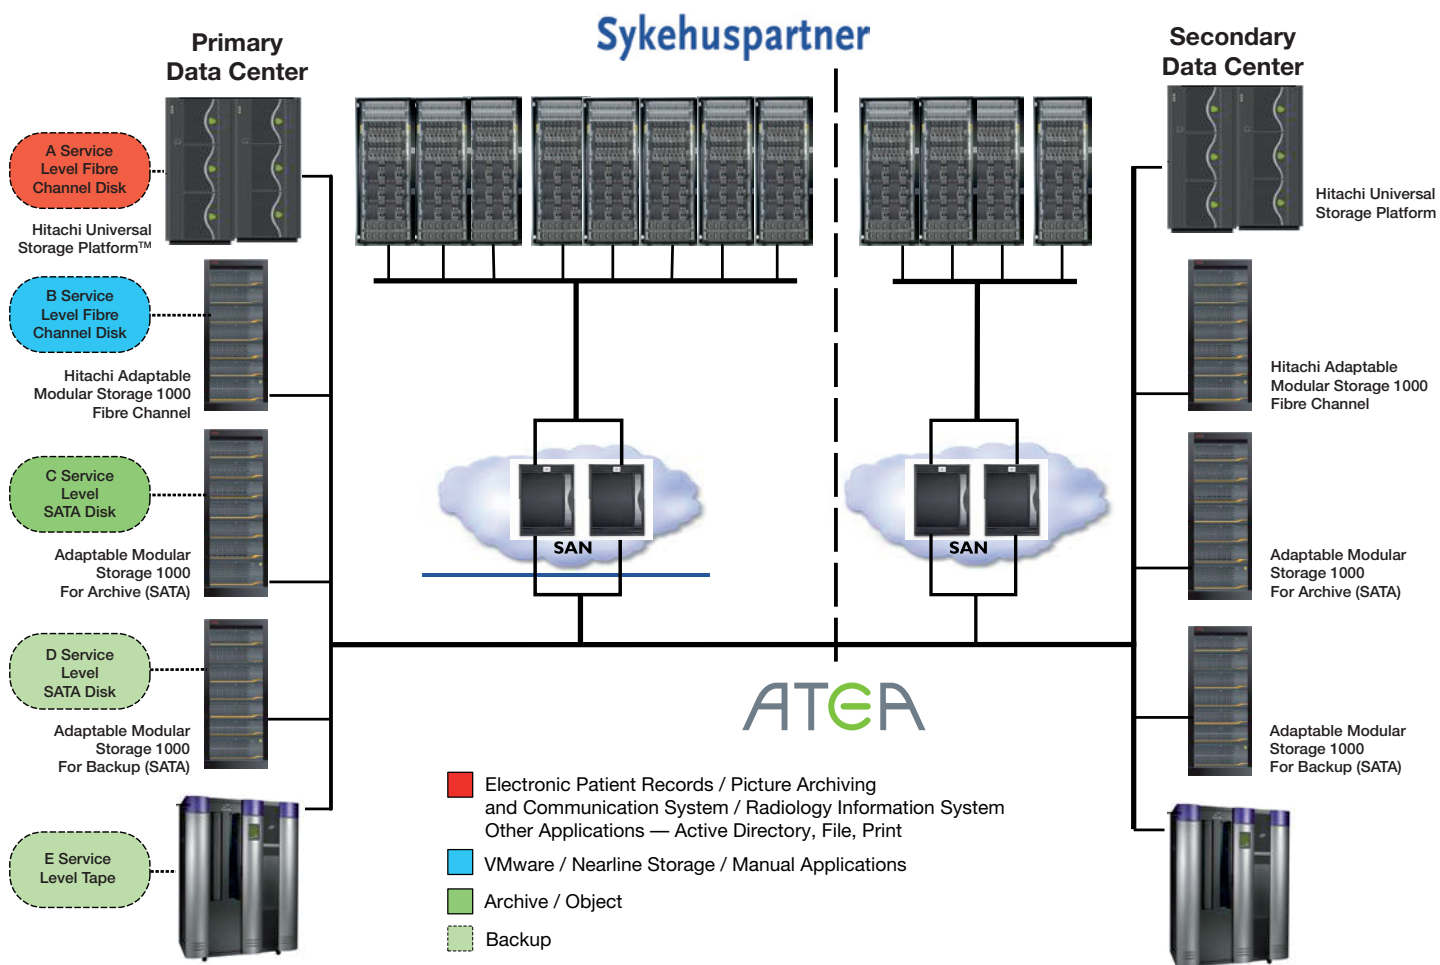 Sykehuspartner
Primary
Data Center
Secondary
Data Center
A Service
Level Fibre
Channel Disk
Hitachi Universal
Storage Platform™
B Service
Level Fibre
Channel Disk
Hitachi Adaptable
Modular Storage 1000
Fibre Channel
C Service
Level
SATA Disk
Adaptable Modular
Storage 1000
For Archive (SATA)
D Service
Level
SATA Disk
Adaptable Modular
Storage 1000
For Backup (SATA)
E Service
Level Tape
SAN
SAN
Hitachi Universal
Storage Platform
Hitachi Adaptable
Modular Storage 1000
Fibre Channel
Adaptable Modular
Storage 1000
For Archive (SATA)
Adaptable Modular
Storage 1000
For Backup (SATA)
ATEA
Electronic Patient Records / Picture Archiving
and Communication System / Radiology Information System
Other Applications — Active Directory, File, Print
VMware / Nearline Storage / Manual Applications
Archive / Object
Backup